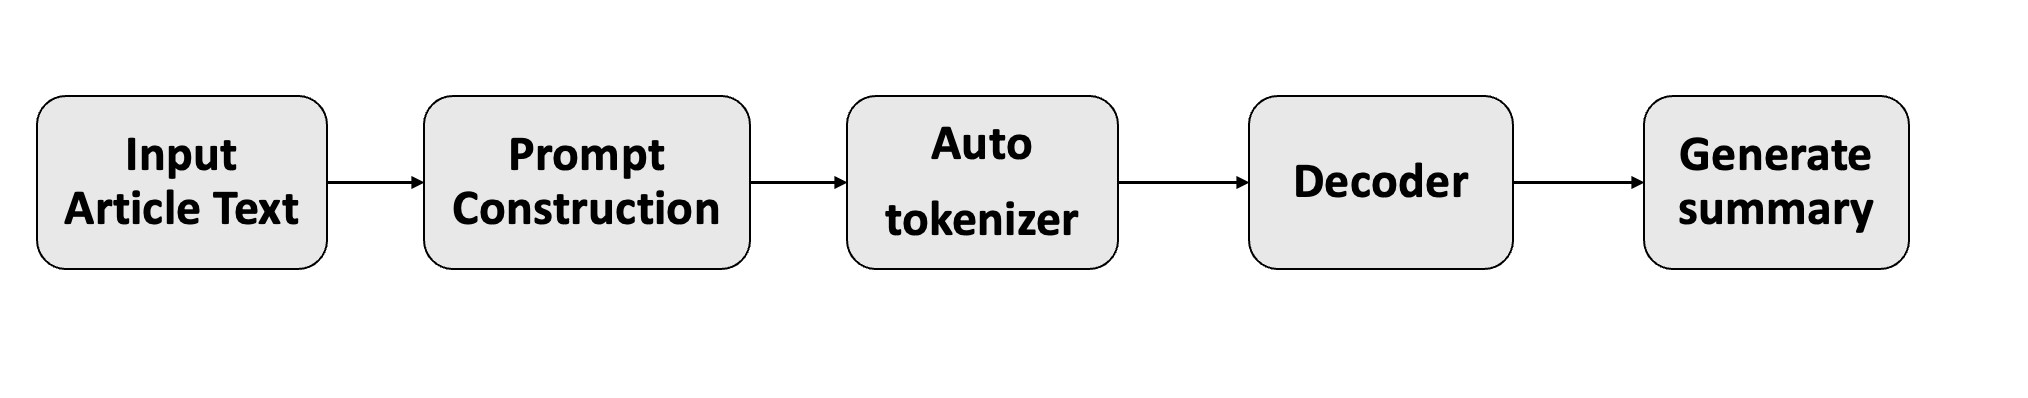 Input
Article Text
Prompt
Construction
Auto
tokenizer
Decoder
Generate
summary